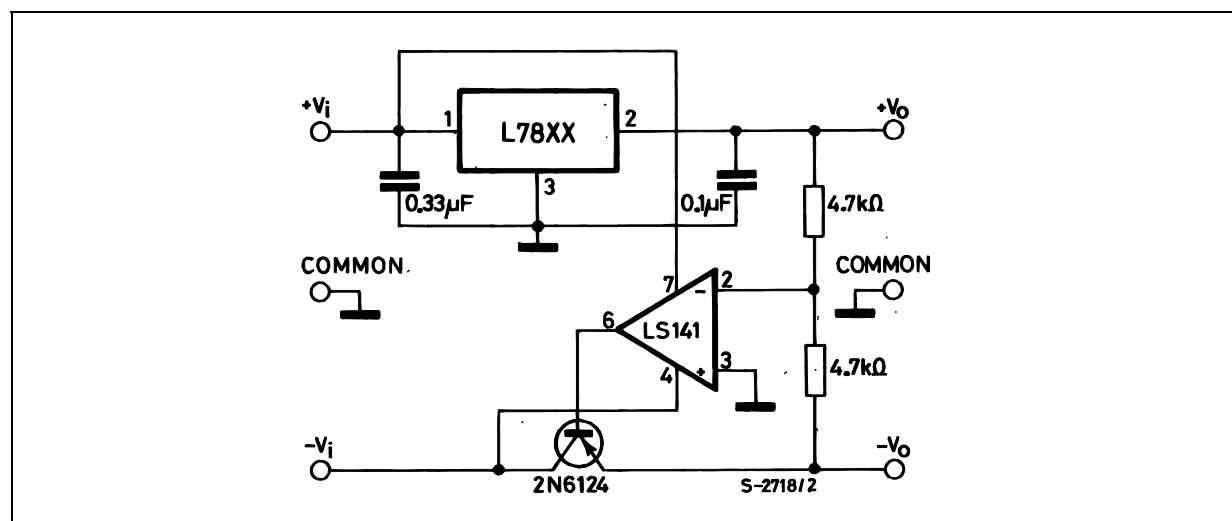 +Vi
1
L78XX
2
+Vo
3
0.33µF
0.1µF
4.7kΩ
COMMON
COMMON
7
2
-
6
LS141
3
+
4
4.7kΩ
-Vi
-Vo
2N6124
S-2718/2